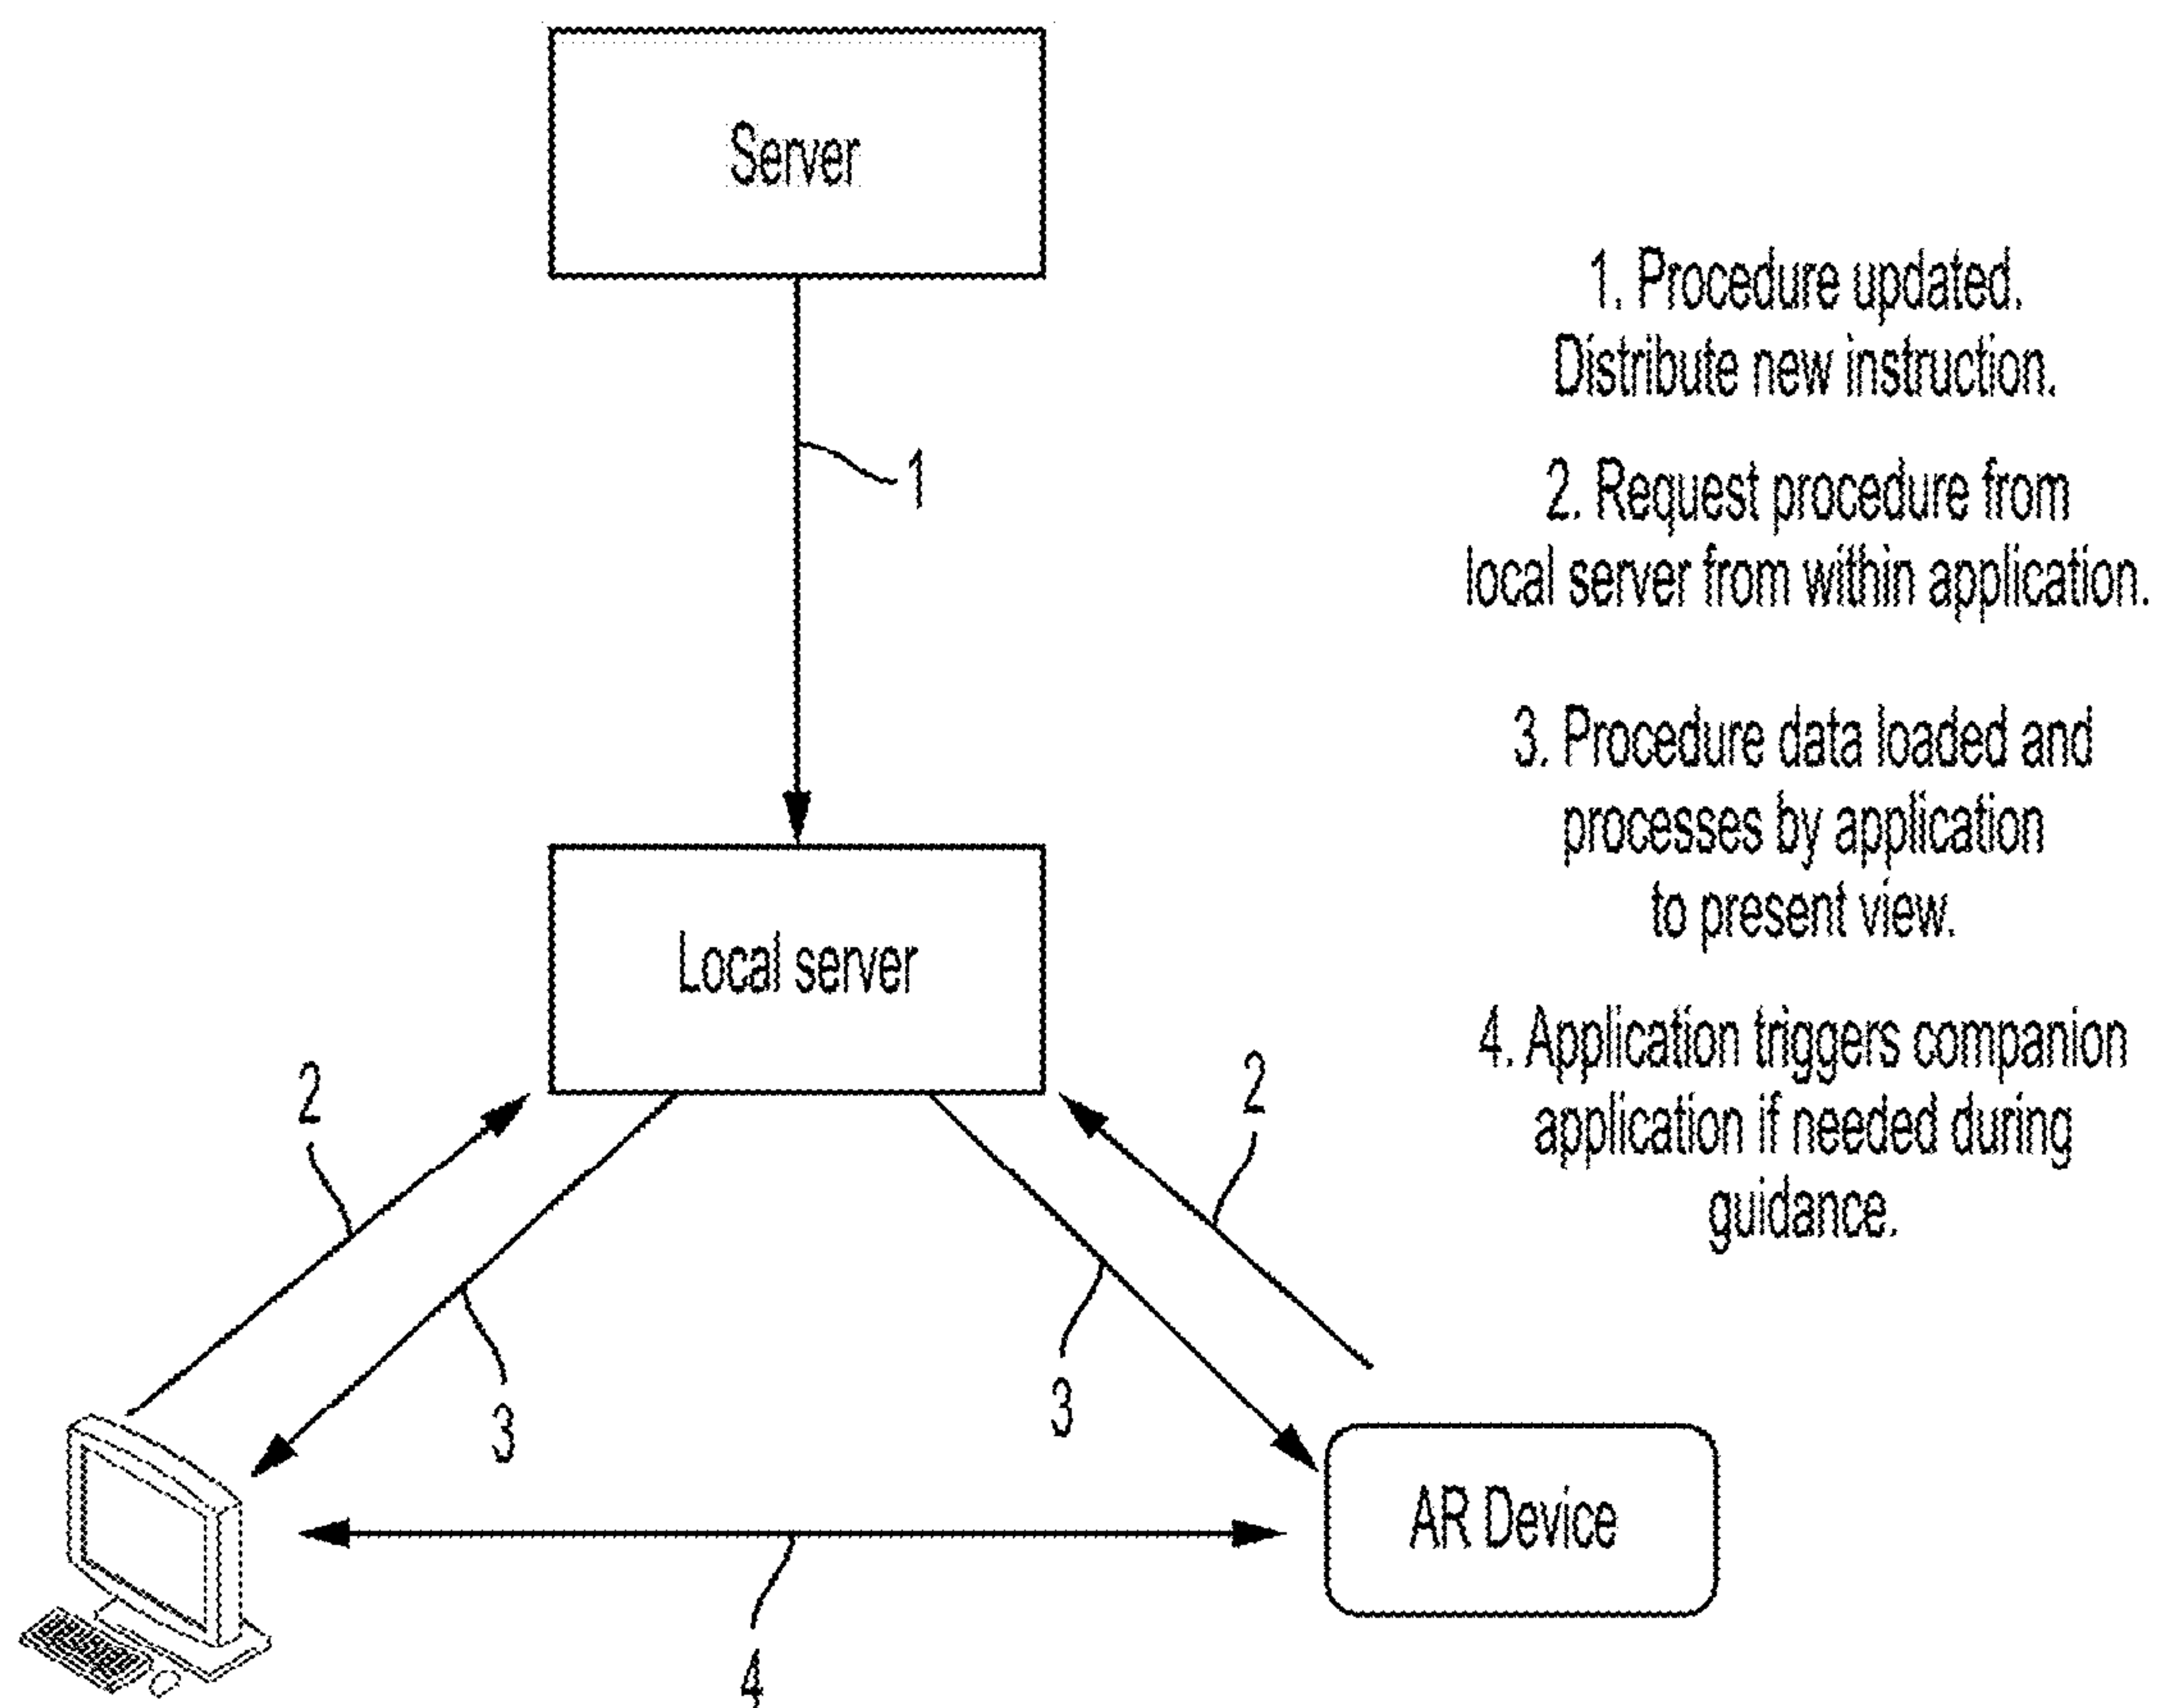 Server
1
1. Procedure updated.
Distribute new instruction.
2. Request procedure from
local server from within application.
3. Procedure data loaded and
processes by application
to present view.
4. Application triggers companion
application if needed during
guidance.
Local server
2
2
3
3
AR Device
4